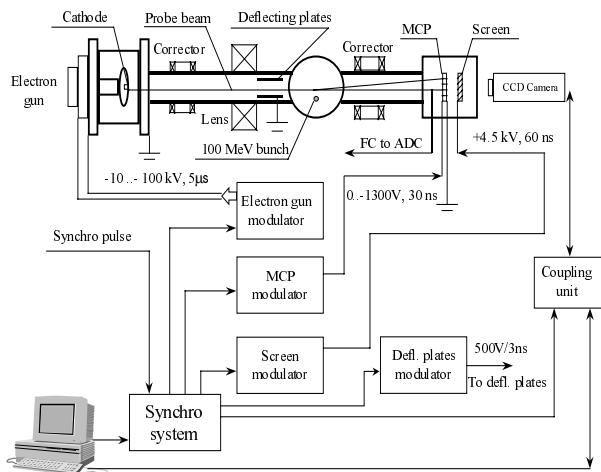 Cathode
Probe beam
Deflecting plates
MCP
Screen
Corrector
Corrector
Electron
gun
CCD Camera
Lens
100 MeV bunch
FC to ADC
+4.5 kV, 60 ns
-10 ..- 100 kV, 5μs
0..-1300V, 30 ns
Electron gun
modulator
Synchro pulse
MCP
modulator
Coupling
unit
Screen
modulator
Defl. plates
modulator
500V/3ns
To defl. plates
Synchro
system